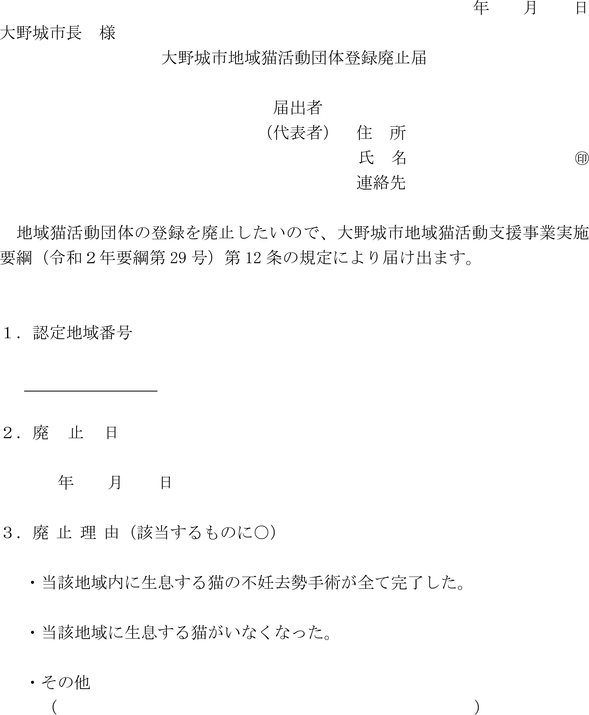 年　　月　　日
大野城市長　様
大野城市地域猫活動団体登録廃止届
届出者
（代表者）　住　所
氏　名　　　　　　　　　　㊞
連絡先
地域猫活動団体の登録を廃止したいので、大野城市地域猫活動支援事業実施
要綱（令和２年要綱第 29 号）第 12 条の規定により届け出ます。
１．認定地域番号
２．廃　止　日
年　　月　　日
３．廃 止 理 由（該当するものに〇）
・当該地域内に生息する猫の不妊去勢手術が全て完了した。
・当該地域に生息する猫がいなくなった。
・その他
（　　　　　　　　　　　　　　　　　　　　　　　　　）